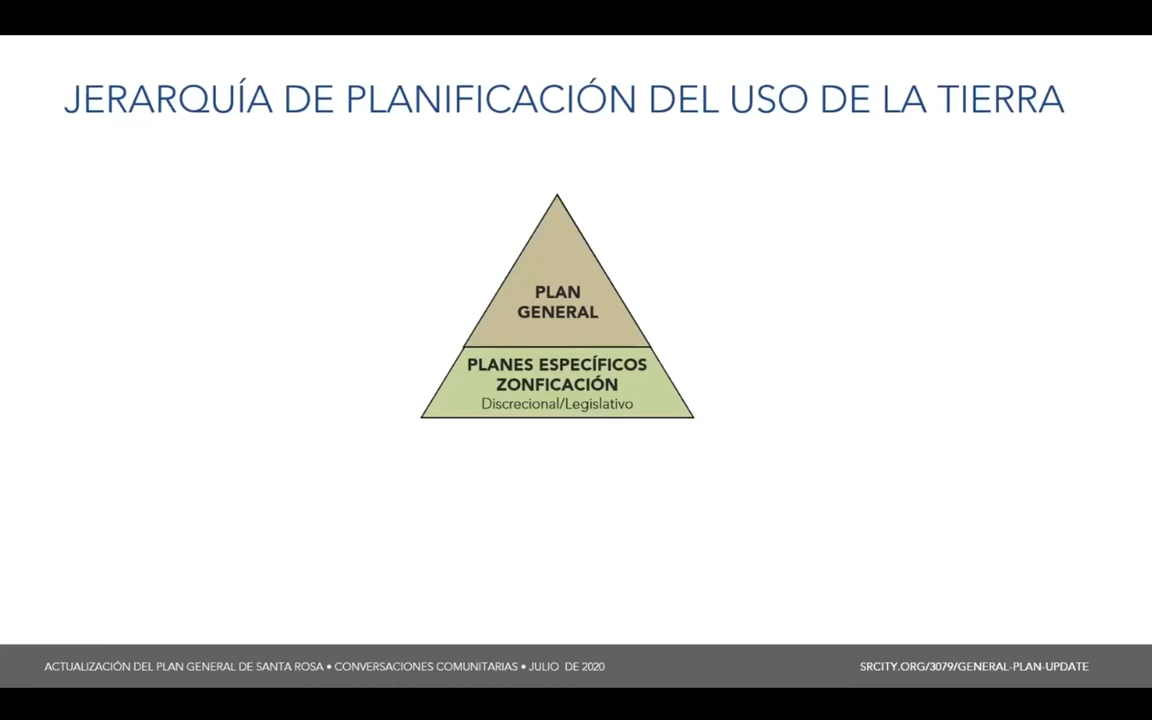 JERARQUÍA DE PLANIFICACIÓN DEL USO DE LA TIERRA
PLAN
GENERAL
PLANES ESPECÍFICOS
ZONFICACIÓN
Discrecional/Legislativo
ACTUALIZACIÓN DEL PLAN GENERAL DE SANTA ROSA • CONVERSACIONES COMUNITARIAS • JULIO DE 2020
SRCITY.ORG/3079/GENERAL-PLAN-UPDATE